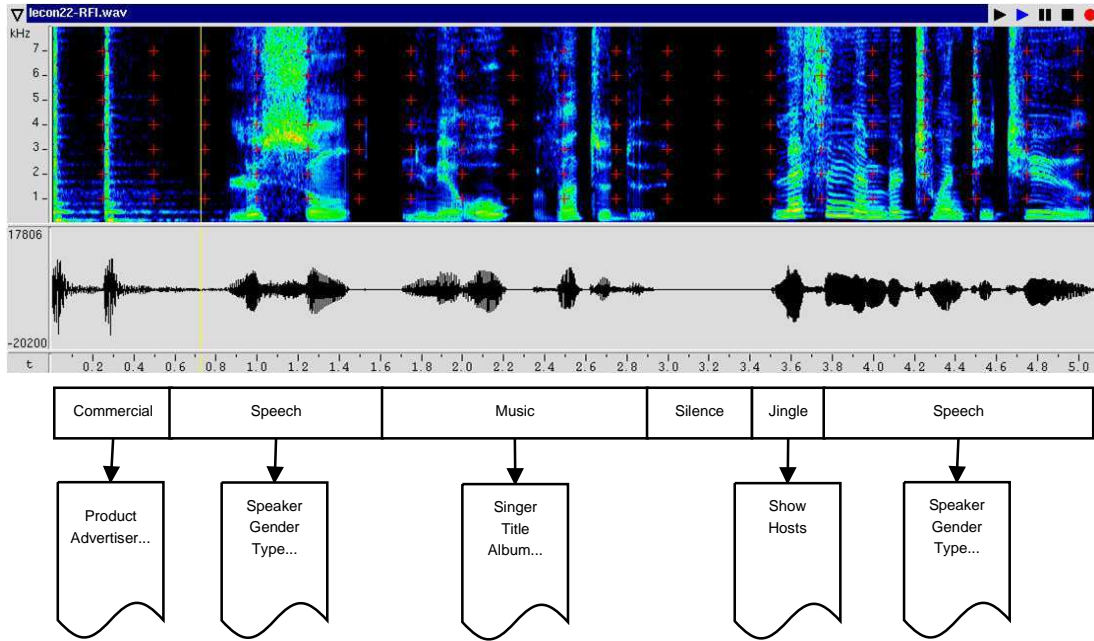 lecon22-RFI.wav
kHz
7
6
5
4
3
2
1
17806
-20200
t 0.2 0.4 0.6 0.8 1.0 1.2 1.4 1.6 1.8 2.0 2.2 2.4 2.6 2.8 3.0 3.2 3.4 3.6 3.8 4.0 4.2 4.4 4.6 4.8 5.0
Commercial Speech Music Silence Jingle Speech
Product
Advertiser...
Speaker
Gender
Type...
Singer
Title
Album...
Show
Hosts
Speaker
Gender
Type...